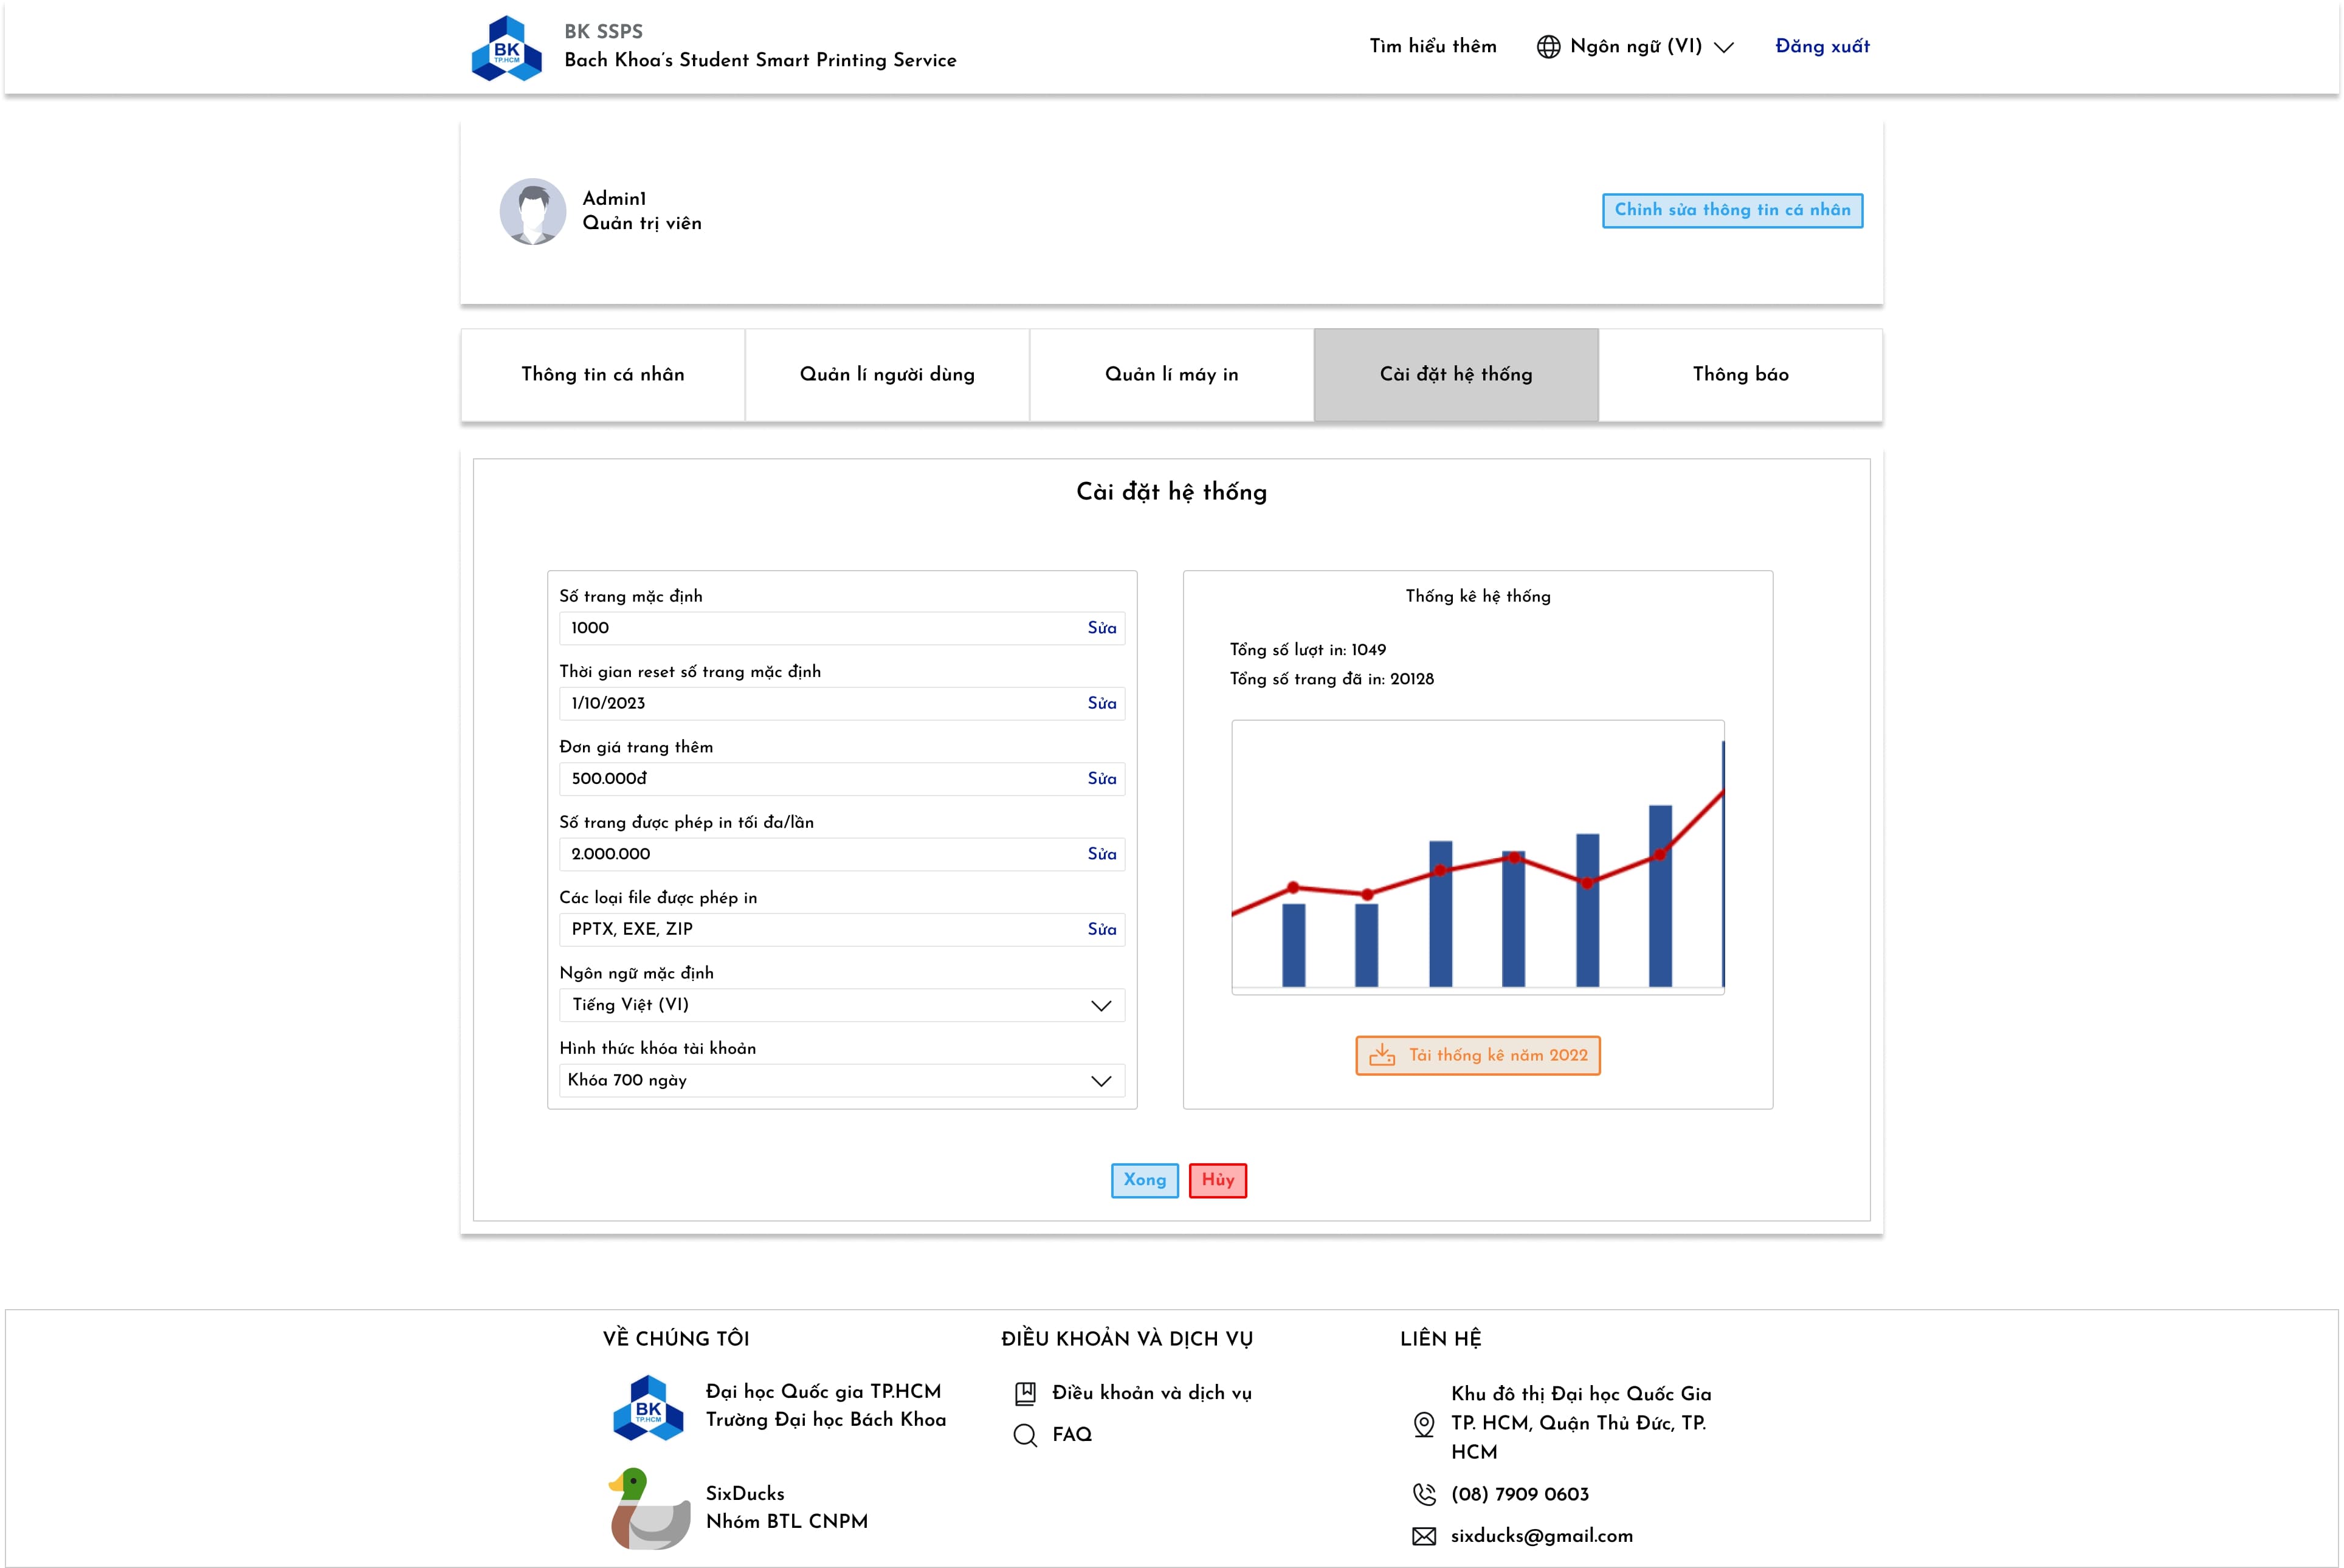 BK
TP.HCM
BK SSPS
Bach Khoa's Student Smart Printing Service
Tìm hiểu thêm
Ngôn ngữ (VI)
Đăng xuất
Admin1
Quản trị viên
Chỉnh sửa thông tin cá nhân
Thông tin cá nhân
Quản lí người dùng
Quản lí máy in
Cài đặt hệ thống
Thông báo
Cài đặt hệ thống
Số trang mặc định
1000 Sửa
Thời gian reset số trang mặc định
1/10/2023 Sửa
Đơn giá trang thêm
500.000đ Sửa
Số trang được phép in tối đa/lần
2.000.000 Sửa
Các loại file được phép in
PPTX, EXE, ZIP Sửa
Ngôn ngữ mặc định
Tiếng Việt (VI)
Hình thức khóa tài khoản
Khóa 700 ngày
Thống kê hệ thống
Tổng số lượt in: 1049
Tổng số trang đã in: 20128
Tải thống kê năm 2022
Xong
Hủy
VỀ CHÚNG TÔI
BK
TP.HCM
Đại học Quốc gia TP.HCM
Trường Đại học Bách Khoa
SixDucks
Nhóm BTL CNPM
ĐIỀU KHOẢN VÀ DỊCH VỤ
Điều khoản và dịch vụ
FAQ
LIÊN HỆ
Khu đô thị Đại học Quốc Gia
TP. HCM, Quận Thủ Đức, TP.
HCM
(08) 7909 0603
sixducks@gmail.com